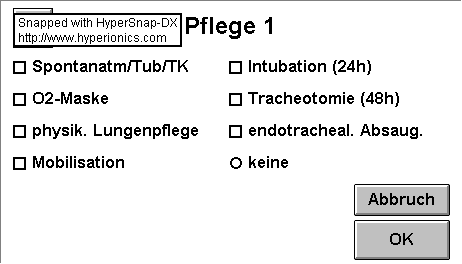 Snapped with HyperSnap-DX
http://www.hyperionics.com
Pflege 1
Spontanatm/Tub/TK
Intubation (24h)
O2-Maske
Tracheotomie (48h)
physik. Lungenpflege
endotracheal. Absaug.
Mobilisation
keine
Abbruch
OK